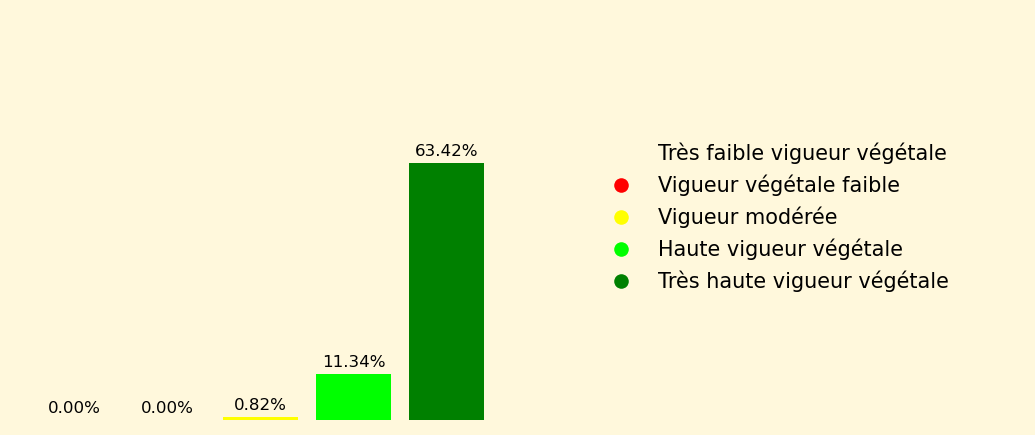 63.42%
11.34%
0.82%
0.00%
0.00%
Très faible vigueur végétale
Vigueur végétale faible
Vigueur modérée
Haute vigueur végétale
Très haute vigueur végétale